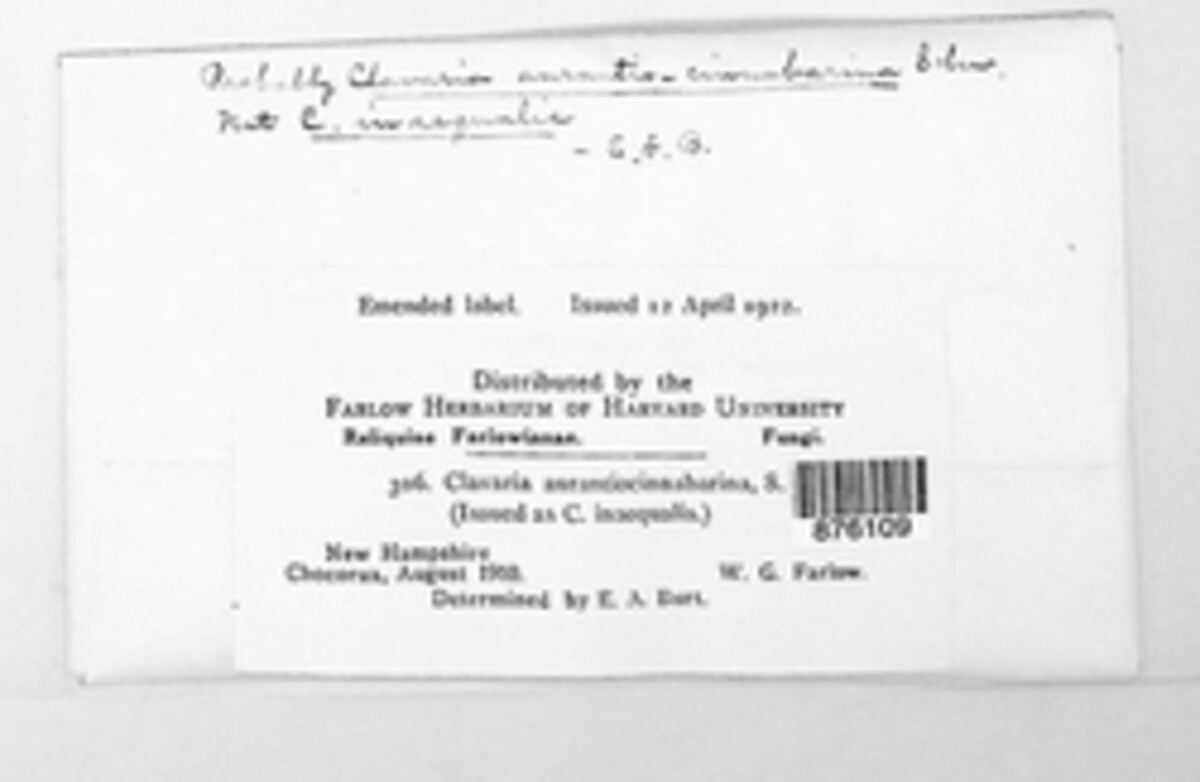 Probably Clavaria aurantio-cinnabarina Schw.
Not C. inaequalis
Emended label. Issued 12 April 1922.
Distributed by the
FARLOW HERBARIUM OF HARVARD UNIVERSITY
Reliquiae Farlowianae. Fungi.
306. Clavaria aurantiocinnabarina, S.
(Issued as C. inaequalis.)
876109
New Hampshire
Chocorua, August
W. G. Farlow.
Determined by E. A. Burt.